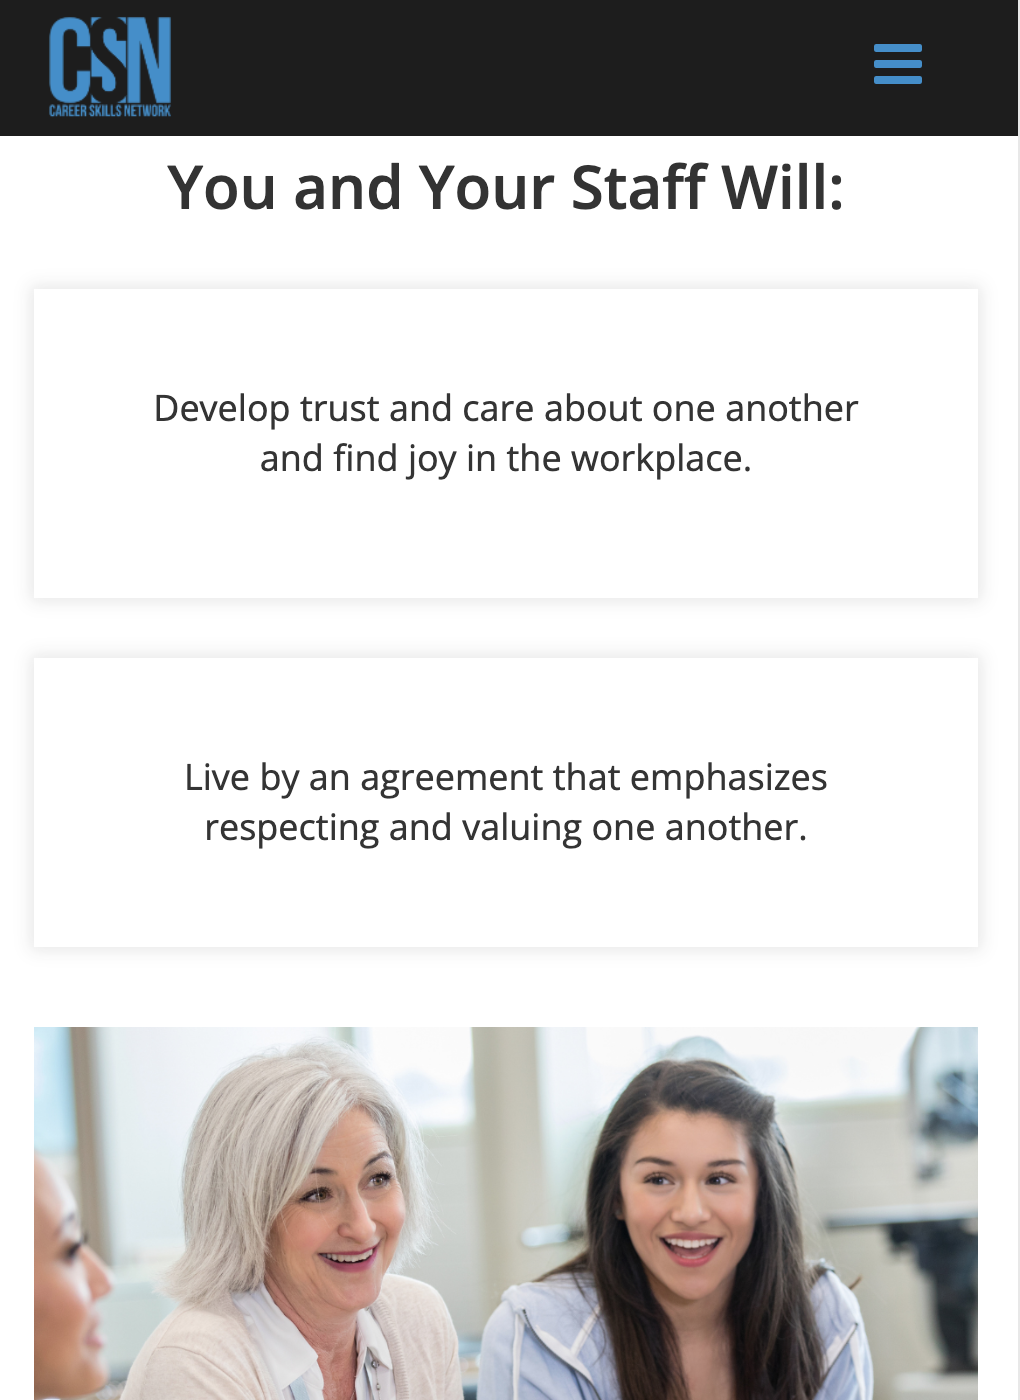 CSN
CAREER SKILLS NETWORK
You and Your Staff Will:
Develop trust and care about one another
and find joy in the workplace.
Live by an agreement that emphasizes
respecting and valuing one another.